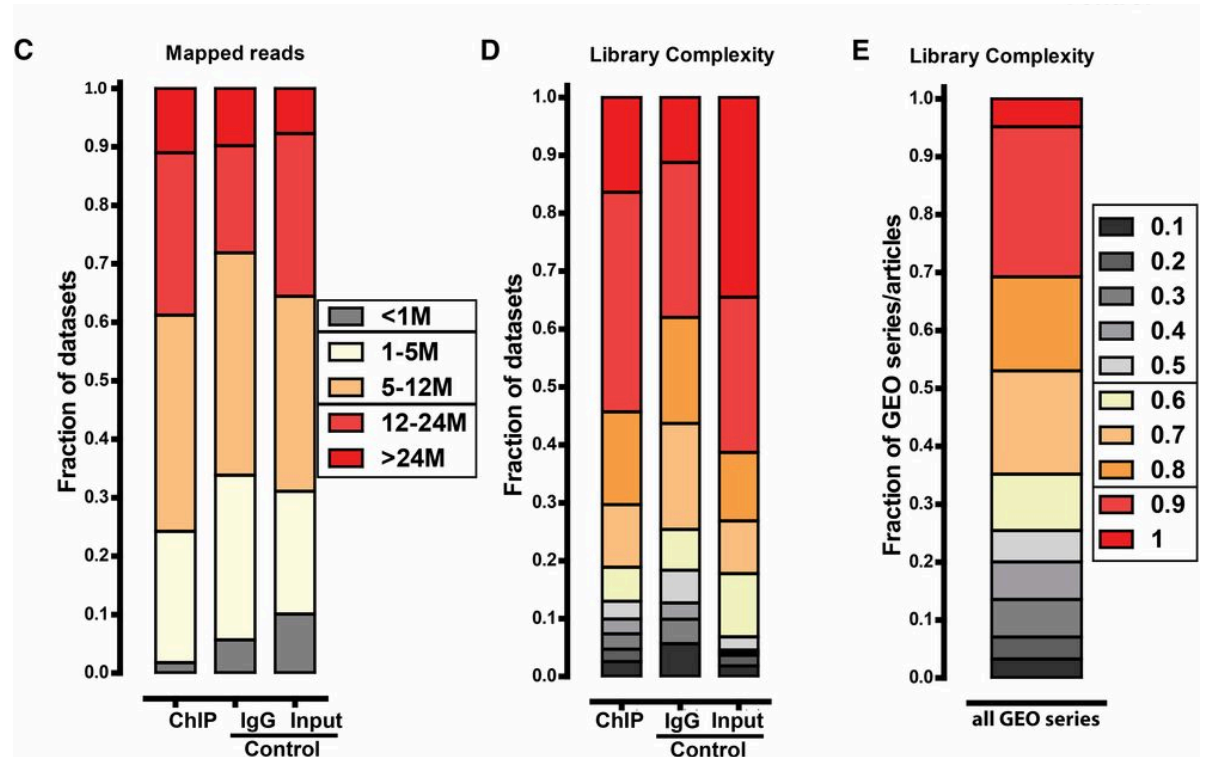 C
Mapped reads
Fraction of datasets
1.0
0.9
0.8
0.7
0.6
0.5
0.4
0.3
0.2
0.1
0.0
ChIP IgG Input
Control
<1M
1-5M
5-12M
12-24M
>24M
D
Library Complexity
Fraction of datasets
1.0
0.9
0.8
0.7
0.6
0.5
0.4
0.3
0.2
0.1
0.0
ChIP IgG Input
Control
E
Library Complexity
Fraction of GEO series/articles
1.0
0.9
0.8
0.7
0.6
0.5
0.4
0.3
0.2
0.1
0.0
all GEO series
0.1
0.2
0.3
0.4
0.5
0.6
0.7
0.8
0.9
1